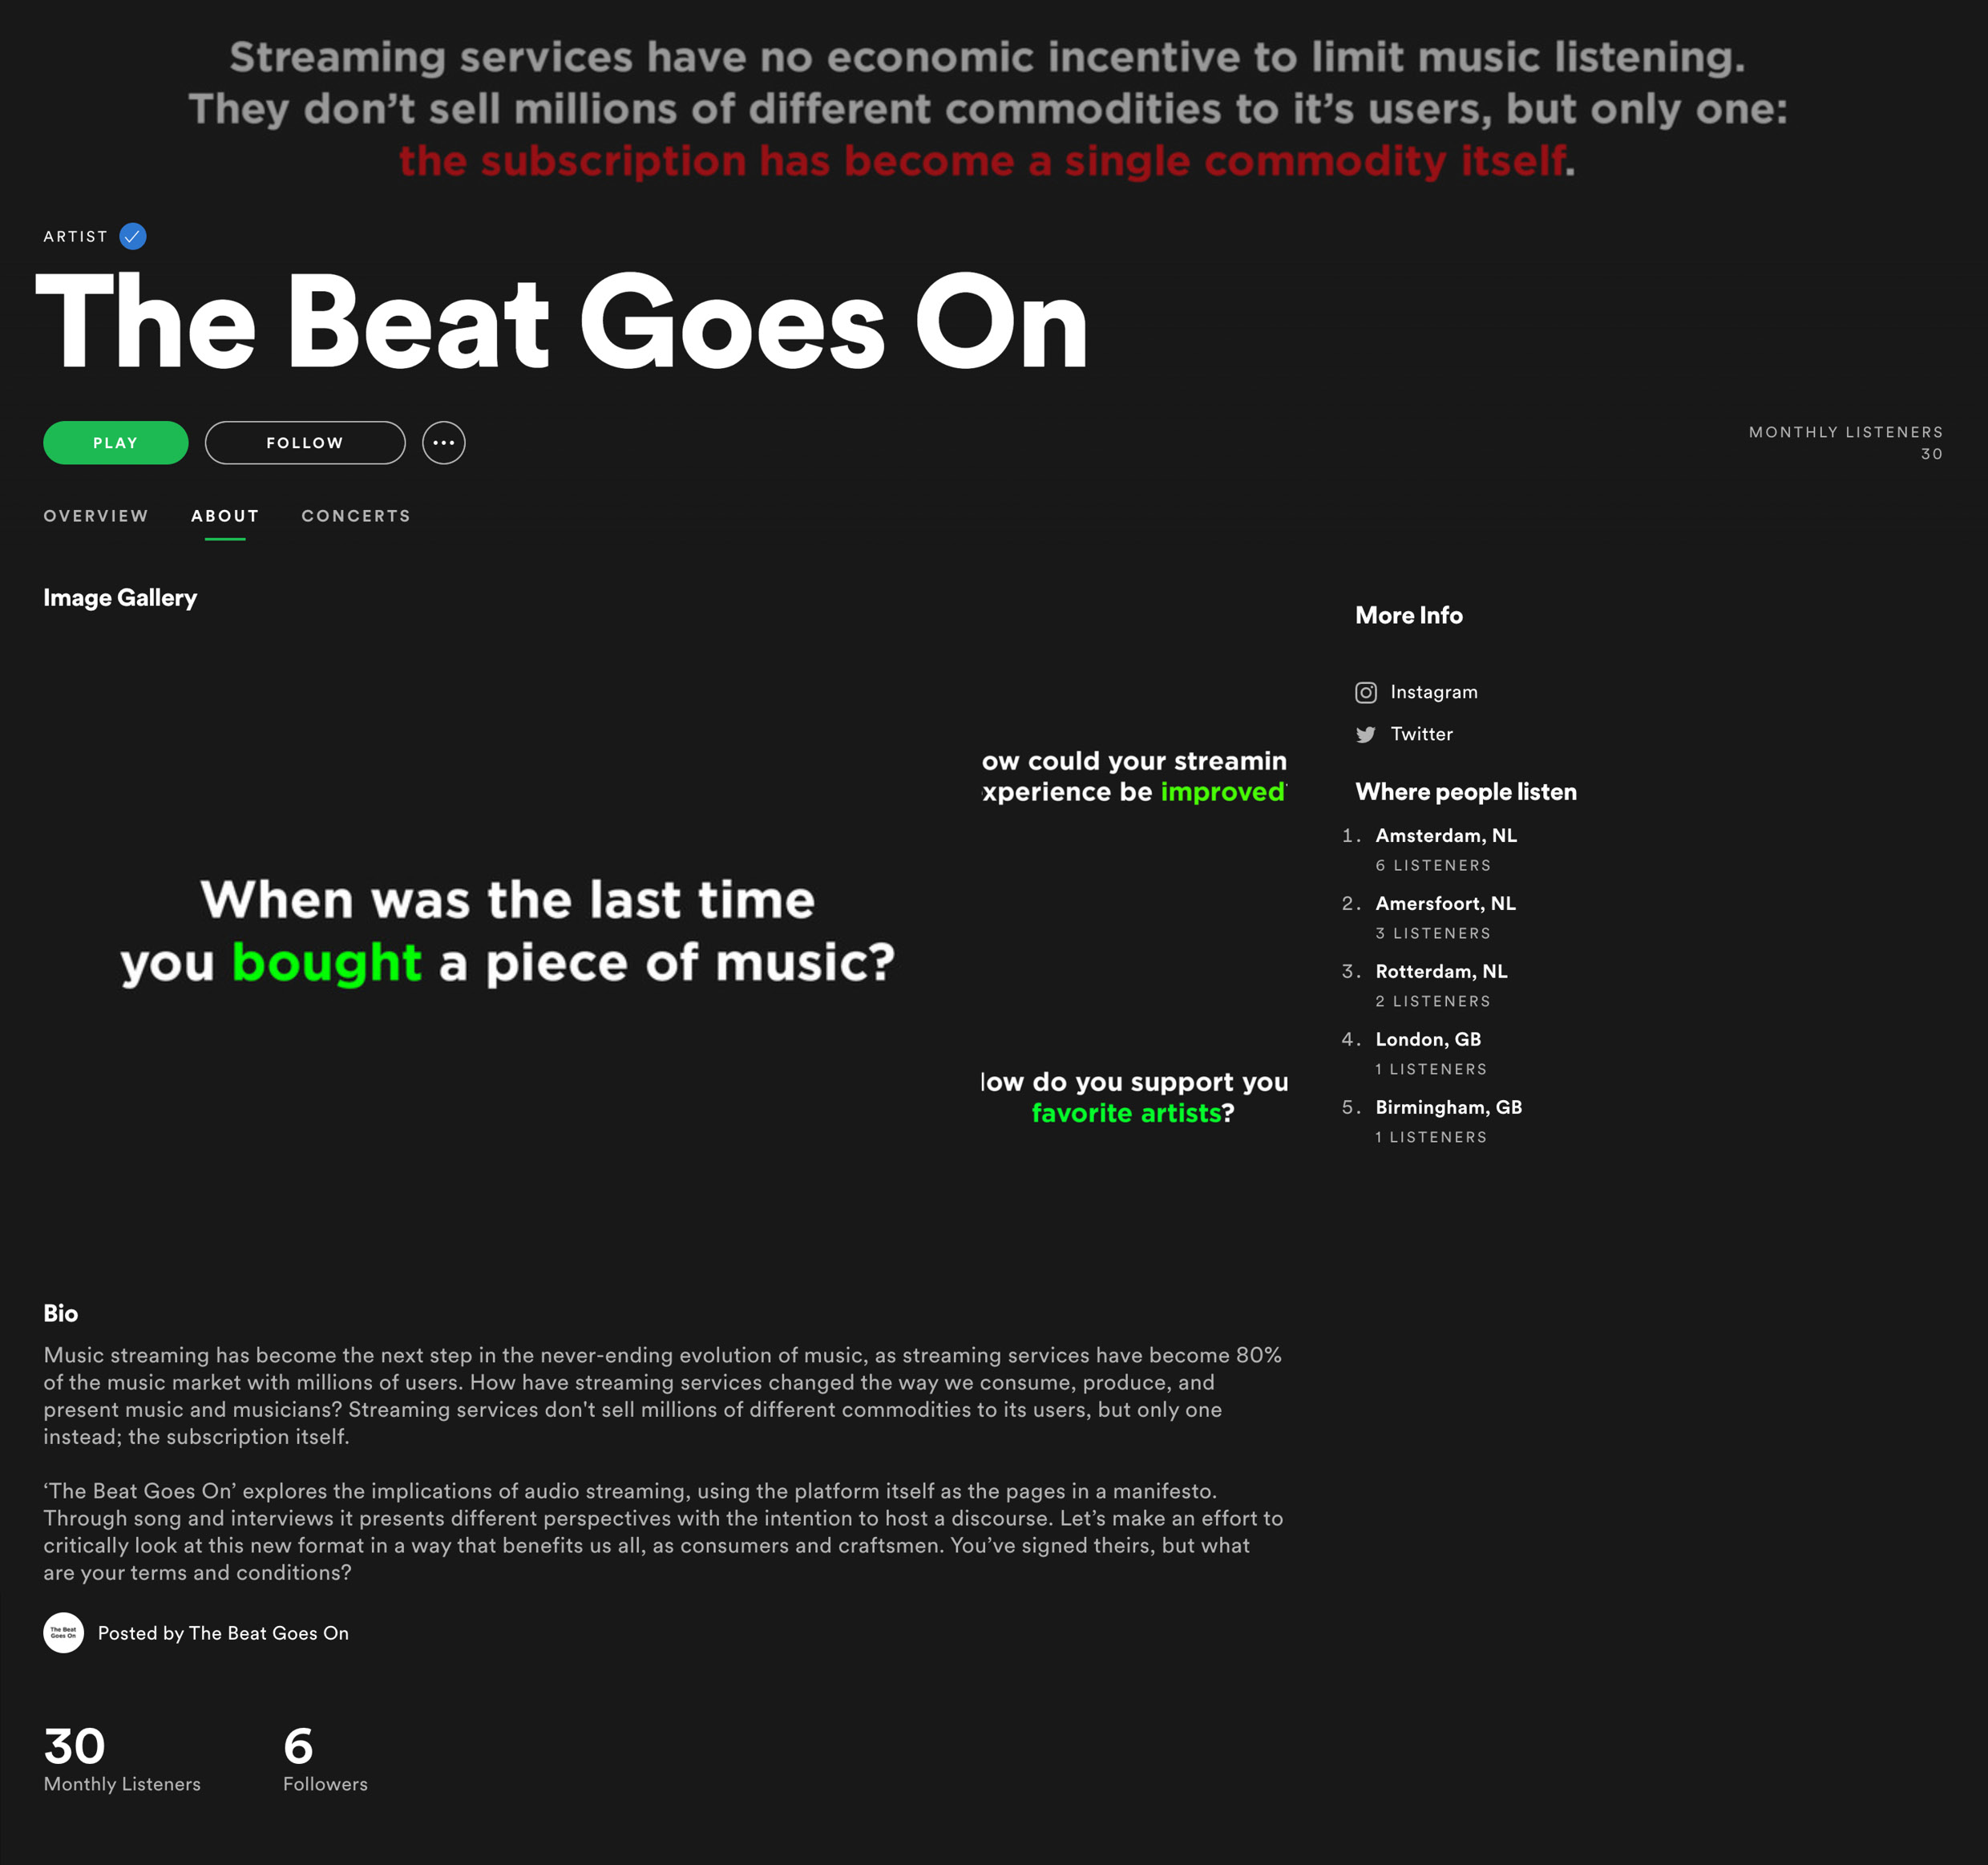 Streaming services have no economic incentive to limit music listening.
They don’t sell millions of different commodities to it’s users, but only one:
the subscription has become a single commodity itself.
ARTIST
The Beat Goes On
PLAY
FOLLOW
MONTHLY LISTENERS
30
OVERVIEW
ABOUT
CONCERTS
Image Gallery
When was the last time
you bought a piece of music?
ow could your streamin
xperience be improved
low do you support you
favorite artists?
More Info
Instagram
Twitter
Where people listen
1. Amsterdam, NL
6 LISTENERS
2. Amersfoort, NL
3 LISTENERS
3. Rotterdam, NL
2 LISTENERS
4. London, GB
1 LISTENERS
5. Birmingham, GB
1 LISTENERS
Bio
Music streaming has become the next step in the never-ending evolution of music, as streaming services have become 80%
of the music market with millions of users. How have streaming services changed the way we consume, produce, and
present music and musicians? Streaming services don't sell millions of different commodities to its users, but only one
instead; the subscription itself.
‘The Beat Goes On’ explores the implications of audio streaming, using the platform itself as the pages in a manifesto.
Through song and interviews it presents different perspectives with the intention to host a discourse. Let’s make an effort to
critically look at this new format in a way that benefits us all, as consumers and craftsmen. You’ve signed theirs, but what
are your terms and conditions?
The Beat
Goes On
Posted by The Beat Goes On
30
Monthly Listeners
6
Followers